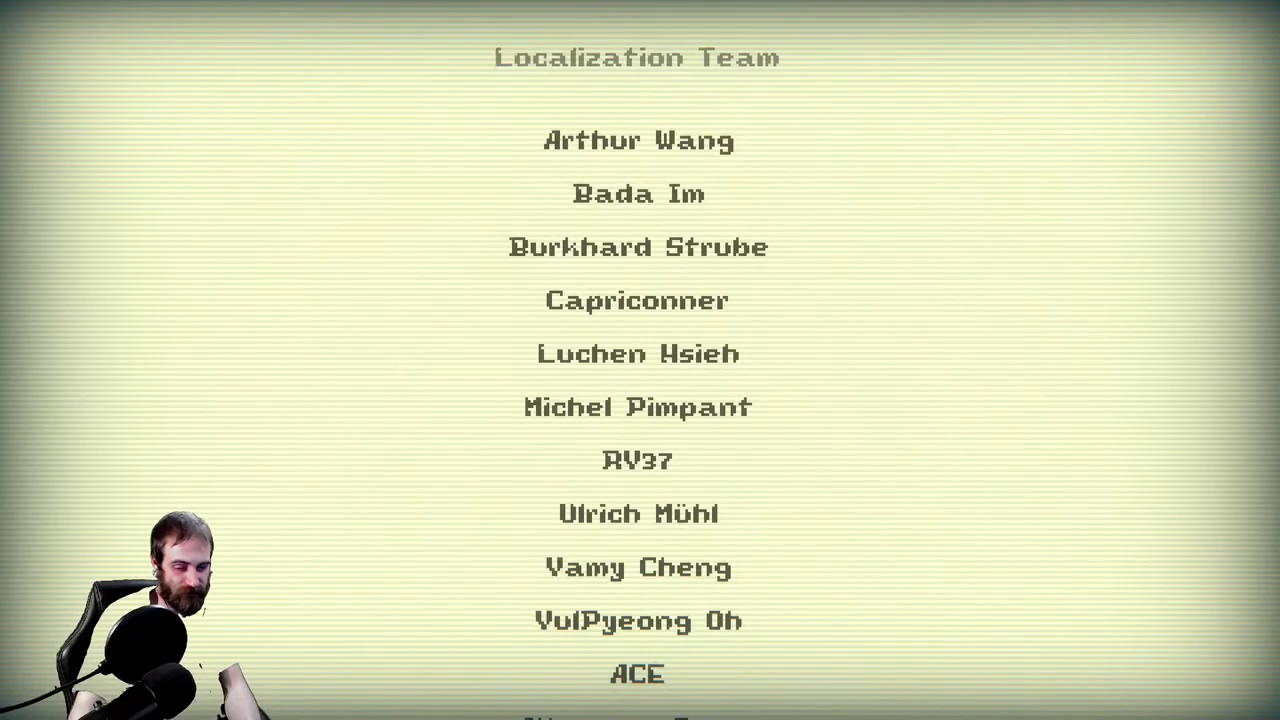 Localization Team
Arthur Wang
Bada Im
Burkhard Strube
Capriconner
Luchen Hsieh
Michel Pimpant
RV37
Ulrich Mühl
Vamy Cheng
VulPyeong Oh
ACE